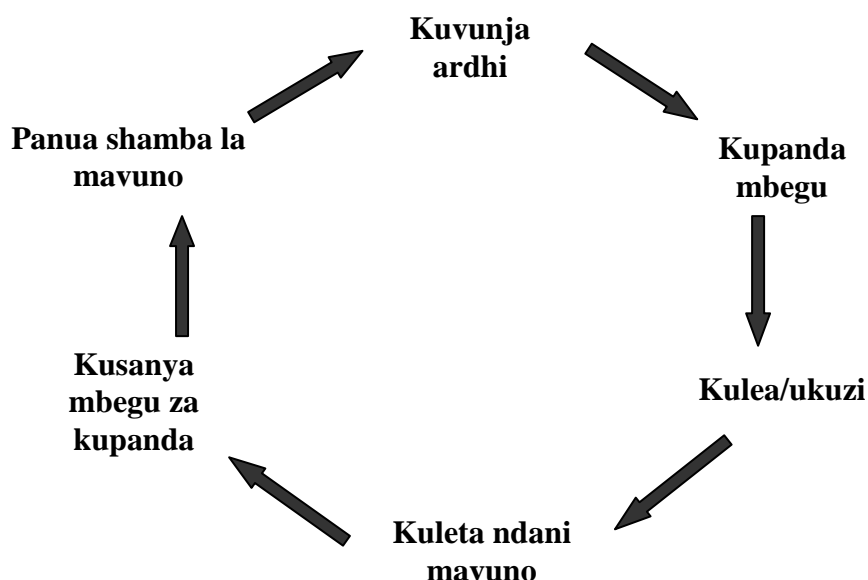 Kuvunja
ardhi
Kupanda
mbegu
Kulea/ukuzi
Kuleta ndani
mavuno
Kusanya
mbegu za
kupanda
Panua shamba la
mavuno